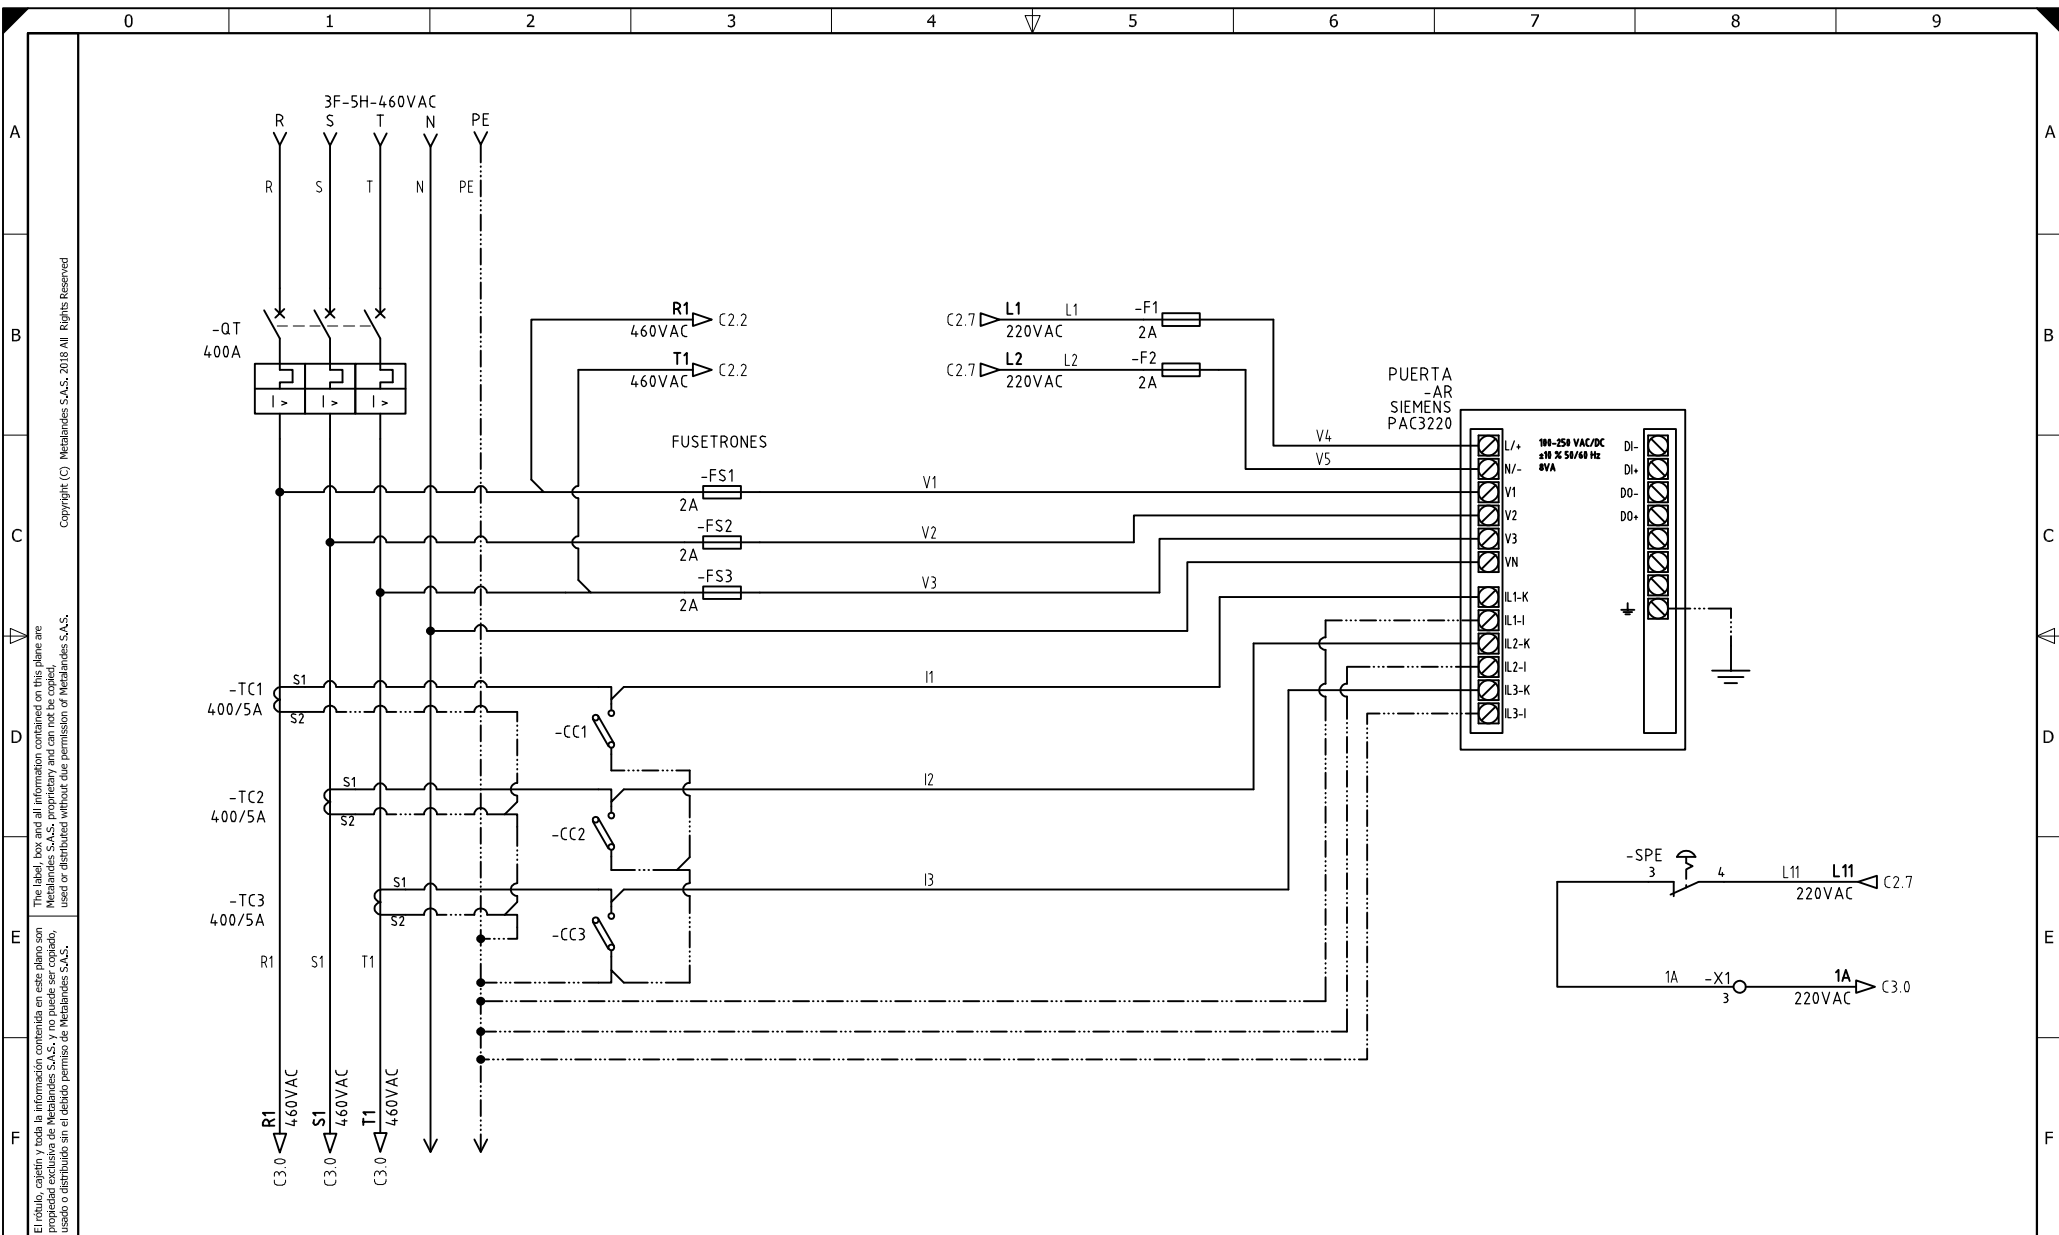 0 1 2 3 4 5 6 7 8 9
A
B
C
D
E
F
A
B
C
D
E
F
Copyright (C) Metalandes S.A.S. 2018 All Rights Reserved
The label, box and all information contained on this plane are
Metalandes S.A.S. proprietary and can not be copied,
used or distributed without due permission of Metalandes S.A.S.
El rótulo, cajetín y toda la información contenida en este plano son
propiedad exclusiva de Metalandes S.A.S. y no puede ser copiado,
usado o distribuido sin el debido permiso de Metalandes S.A.S.
3F-5H-460VAC
R S T N PE
R S T N PE
-QT
400A
I > I > I >
R1
460VAC
C2.2
T1
460VAC
C2.2
C2.7
L1
220VAC
L1
-F1
2A
C2.7
L2
220VAC
L2
-F2
2A
FUSETRONES
-FS1
2A
V1
-FS2
2A
V2
-FS3
2A
V3
V4
V5
PUERTA
-AR
SIEMENS
PAC3220
100-250 VAC/DC
±10 % 50/60 Hz
8VA
L/+
N/-
V1
V2
V3
VN
IL1-K
IL1-I
IL2-K
IL2-I
IL3-K
IL3-I
DI-
DI+
DO-
DO+
-TC1
400/5A
S1
S2
-CC1
I1
-TC2
400/5A
S1
S2
-CC2
I2
-TC3
400/5A
S1
S2
-CC3
I3
R1 S1 T1
R1
460VAC
C3.0
S1
460VAC
C3.0
T1
460VAC
C3.0
-SPE
3 4
L11
L11
220VAC
C2.7
1A
-X1
3
1A
220VAC
C3.0